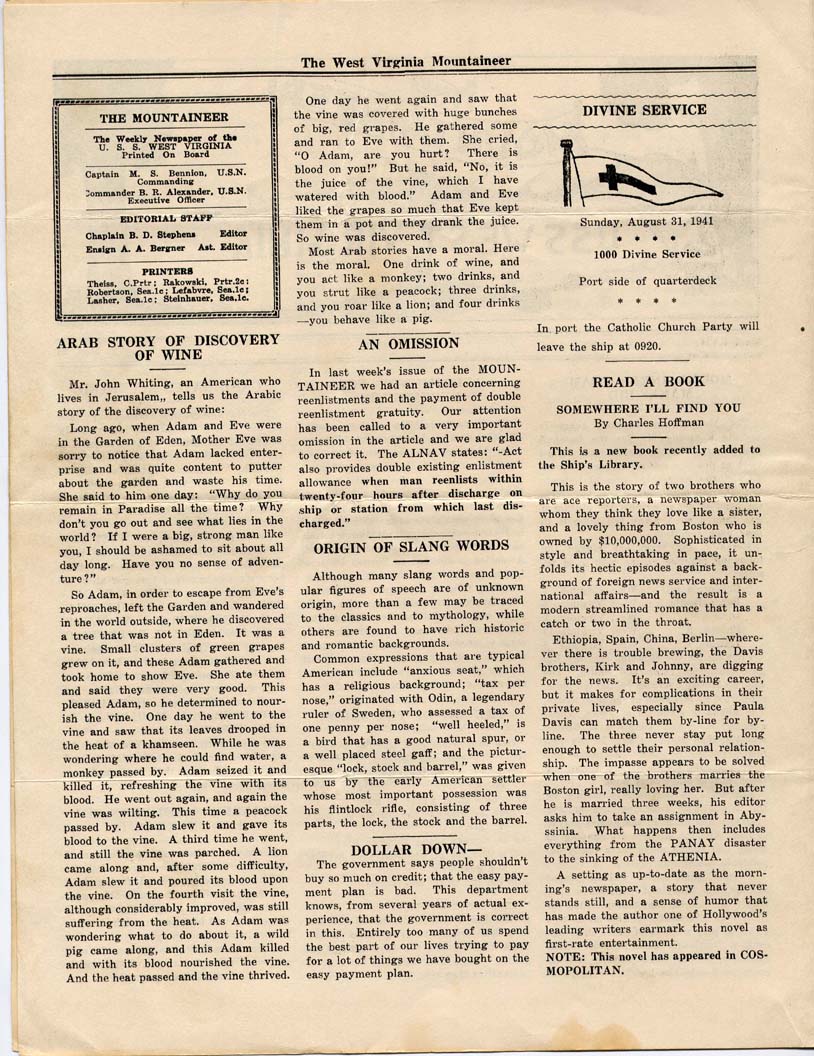 The West Virginia Mountaineer
THE MOUNTAINEER
The Weekly Newspaper of the
U. S. S. WEST VIRGINIA
Printed On Board
Captain M. S. Bennion, U.S.N.
Commanding
Commander B. R. Alexander, U.S.N.
Executive Officer
EDITORIAL STAFF
Chaplain B. D. Stephens Editor
Ensign A. A. Bergner Ast. Editor
PRINTERS
Theiss, C.Prtr; Rakowski, Prtr.2c;
Robertson, Sea.1c; Lefabvre, Sea.1c;
Lasher, Sea.1c; Steinhauer, Sea.1c.
ARAB STORY OF DISCOVERY
OF WINE
Mr. John Whiting, an American who
lives in Jerusalem,, tells us the Arabic
story of the discovery of wine:
Long ago, when Adam and Eve were
in the Garden of Eden, Mother Eve was
sorry to notice that Adam lacked enter-
prise and was quite content to putter
about the garden and waste his time.
She said to him one day: "Why do you
remain in Paradise all the time? Why
don't you go out and see what lies in the
world? If I were a big, strong man like
you, I should be ashamed to sit about all
day long. Have you no sense of adven-
ture?"
So Adam, in order to escape from Eve's
reproaches, left the Garden and wandered
in the world outside, where he discovered
a tree that was not in Eden. It was a
vine. Small clusters of green grapes
grew on it, and these Adam gathered and
took home to show Eve. She ate them
and said they were very good. This
pleased Adam, so he determined to nour-
ish the vine. One day he went to the
vine and saw that its leaves drooped in
the heat of a khamseen. While he was
wondering where he could find water, a
monkey passed by. Adam seized it and
killed it, refreshing the vine with its
blood. He went out again, and again the
vine was wilting. This time a peacock
passed by. Adam slew it and gave its
blood to the vine. A third time he went,
and still the vine was parched. A lion
came along and, after some difficulty,
Adam slew it and poured its blood upon
the vine. On the fourth visit the vine,
although considerably improved, was still
suffering from the heat. As Adam was
wondering what to do about it, a wild
pig came along, and this Adam killed
and with its blood nourished the vine.
And the heat passed and the vine thrived.
One day he went again and saw that
the vine was covered with huge bunches
of big, red grapes. He gathered some
and ran to Eve with them. She cried,
"O Adam, are you hurt? There is
blood on you!" But he said, "No, it is
the juice of the vine, which I have
watered with blood." Adam and Eve
liked the grapes so much that Eve kept
them in a pot and they drank the juice.
So wine was discovered.
Most Arab stories have a moral. Here
is the moral. One drink of wine, and
you act like a monkey; two drinks, and
you strut like a peacock; three drinks,
and you roar like a lion; and four drinks
—you behave like a pig.
AN OMISSION
In last week's issue of the MOUN-
TAINEER we had an article concerning
reenlistments and the payment of double
reenlistment gratuity. Our attention
has been called to a very important
omission in the article and we are glad
to correct it. The ALNAV states: "-Act
also provides double existing enlistment
allowance when man reenlists within
twenty-four hours after discharge on
ship or station from which last dis-
charged."
ORIGIN OF SLANG WORDS
Although many slang words and pop-
ular figures of speech are of unknown
origin, more than a few may be traced
to the classics and to mythology, while
others are found to have rich historic
and romantic backgrounds.
Common expressions that are typical
American include "anxious seat," which
has a religious background; "tax per
nose," originated with Odin, a legendary
ruler of Sweden, who assessed a tax of
one penny per nose; "well heeled," is
a bird that has a good natural spur, or
a well placed steel gaff; and the pictur-
esque "lock, stock and barrel," was given
to us by the early American settler
whose most important possession was
his flintlock rifle, consisting of three
parts, the lock, the stock and the barrel.
DOLLAR DOWN—
The government says people shouldn't
buy so much on credit; that the easy pay-
ment plan is bad. This department
knows, from several years of actual ex-
perience, that the government is correct
in this. Entirely too many of us spend
the best part of our lives trying to pay
for a lot of things we have bought on the
easy payment plan.
DIVINE SERVICE
Sunday, August 31, 1941
* * * *
1000 Divine Service
Port side of quarterdeck
* * * *
In port the Catholic Church Party will
leave the ship at 0920.
READ A BOOK
SOMEWHERE I'LL FIND YOU
By Charles Hoffman
This is a new book recently added to
the Ship's Library.
This is the story of two brothers who
are ace reporters, a newspaper woman
whom they think they love like a sister,
and a lovely thing from Boston who is
owned by $10,000,000. Sophisticated in
style and breathtaking in pace, it un-
folds its hectic episodes against a back-
ground of foreign news service and inter-
national affairs—and the result is a
modern streamlined romance that has a
catch or two in the throat.
Ethiopia, Spain, China, Berlin—where-
ver there is trouble brewing, the Davis
brothers, Kirk and Johnny, are digging
for the news. It's an exciting career,
but it makes for complications in their
private lives, especially since Paula
Davis can match them by-line for by-
line. The three never stay put long
enough to settle their personal relation-
ship. The impasse appears to be solved
when one of the brothers marries the
Boston girl, really loving her. But after
he is married three weeks, his editor
asks him to take an assignment in Aby-
ssinia. What happens then includes
everything from the PANAY disaster
to the sinking of the ATHENIA.
A setting as up-to-date as the morn-
ing's newspaper, a story that never
stands still, and a sense of humor that
has made the author one of Hollywood's
leading writers earmark this novel as
first-rate entertainment.
NOTE: This novel has appeared in COS-
MOPOLITAN.